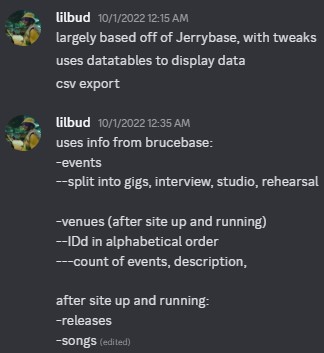 lilbud 10/1/2022 12:15 AM
largely based off of Jerrybase, with tweaks
uses datatables to display data
csv export
lilbud 10/1/2022 12:35 AM
uses info from brucebase:
-events
--split into gigs, interview, studio, rehearsal
-venues (after site up and running)
--IDd in alphabetical order
---count of events, description,
after site up and running:
-releases
-songs (edited)